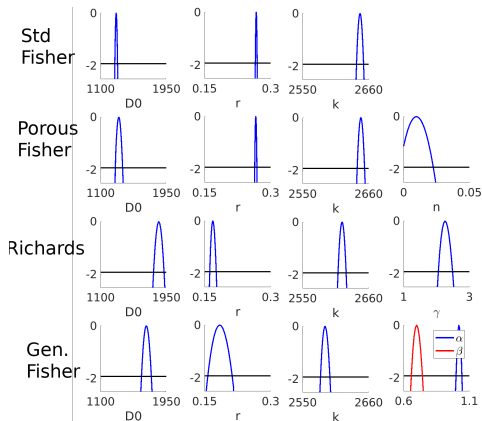 Std
Fisher
0
-2
1100 1950
D0
0
-2
0.15 0.3
r
0
-2
2550 2660
k
Porous
Fisher
0
-2
1100 1950
D0
0
-2
0.15 0.3
r
0
-2
2550 2660
k
0
-2
0 0.05
n
Richards
0
-2
1100 1950
D0
0
-2
0.15 0.3
r
0
-2
2550 2660
k
0
-2
1 3
γ
Gen.
Fisher
0
-2
1100 1950
D0
0
-2
0.15 0.3
r
0
-2
2550 2660
k
0
-2
0.6 1.1
α
β